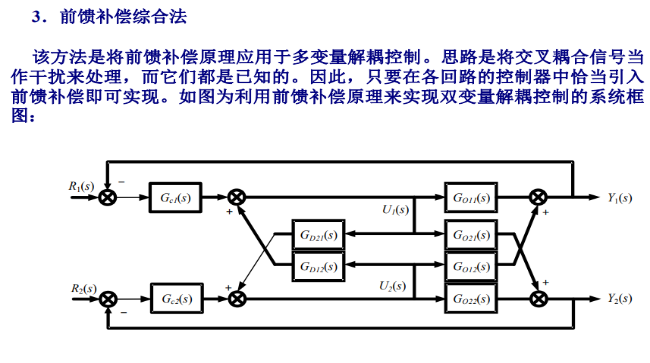 3．前馈补偿综合法
该方法是将前馈补偿原理应用于多变量解耦控制。思路是将交叉耦合信号当
作干扰来处理，而它们都是已知的。因此，只要在各回路的控制器中恰当引入
前馈补偿即可实现。如图为利用前馈补偿原理来实现双变量解耦控制的系统框
图：
R1(s) − Gc1(s) + U1(s) GO11(s) + Y1(s)
GD21(s) GO21(s)
GD12(s) GO12(s)
R2(s) − Gc2(s) + U2(s) GO22(s) + Y2(s)